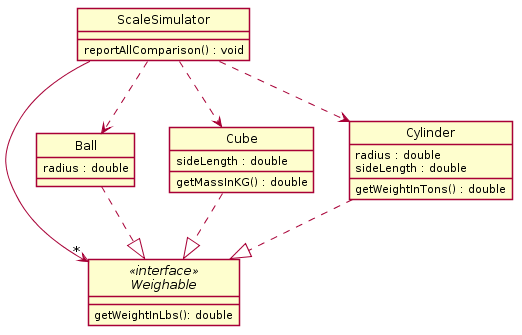 ScaleSimulator
reportAllComparison() : void
Ball
radius : double
Cube
sideLength : double
getMassInKG() : double
Cylinder
radius : double
sideLength : double
getWeightInTons() : double
*
«interface»
Weighable
getWeightInLbs(): double